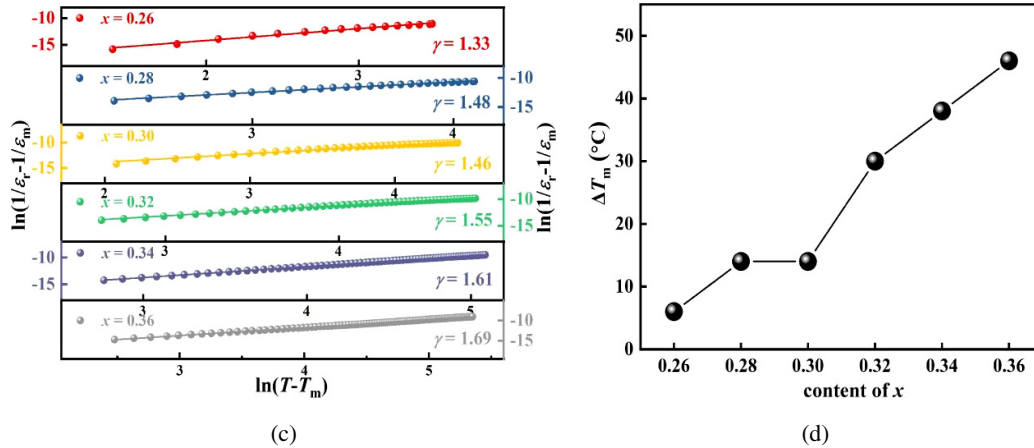 -10
-15
x = 0.26
γ = 1.33
2
3
x = 0.28
γ = 1.48
-10
-15
3
4
-10
-15
x = 0.30
γ = 1.46
2
3
4
x = 0.32
γ = 1.55
-10
-15
3
4
-10
-15
x = 0.34
γ = 1.61
3
4
5
x = 0.36
γ = 1.69
-10
-15
3
4
5
ln(1/εr-1/εm)
ln(1/εr-1/εm)
ln(T-Tm)
(c)
50
40
30
20
10
0
ΔTm (°C)
0.26 0.28 0.30 0.32 0.34 0.36
content of x
(d)